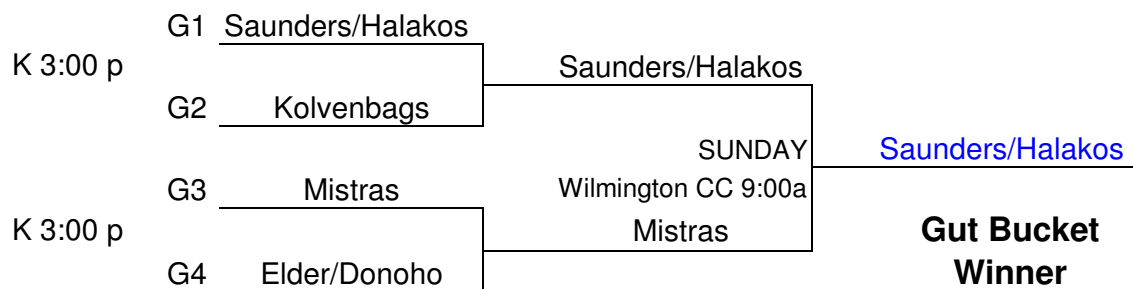 G1 Saunders/Halakos
K 3:00 p
Saunders/Halakos
G2 Kolvenbags
SUNDAY
Saunders/Halakos
G3 Mistras
Wilmington CC 9:00a
K 3:00 p
Mistras
Gut Bucket
G4 Elder/Donoho
Winner